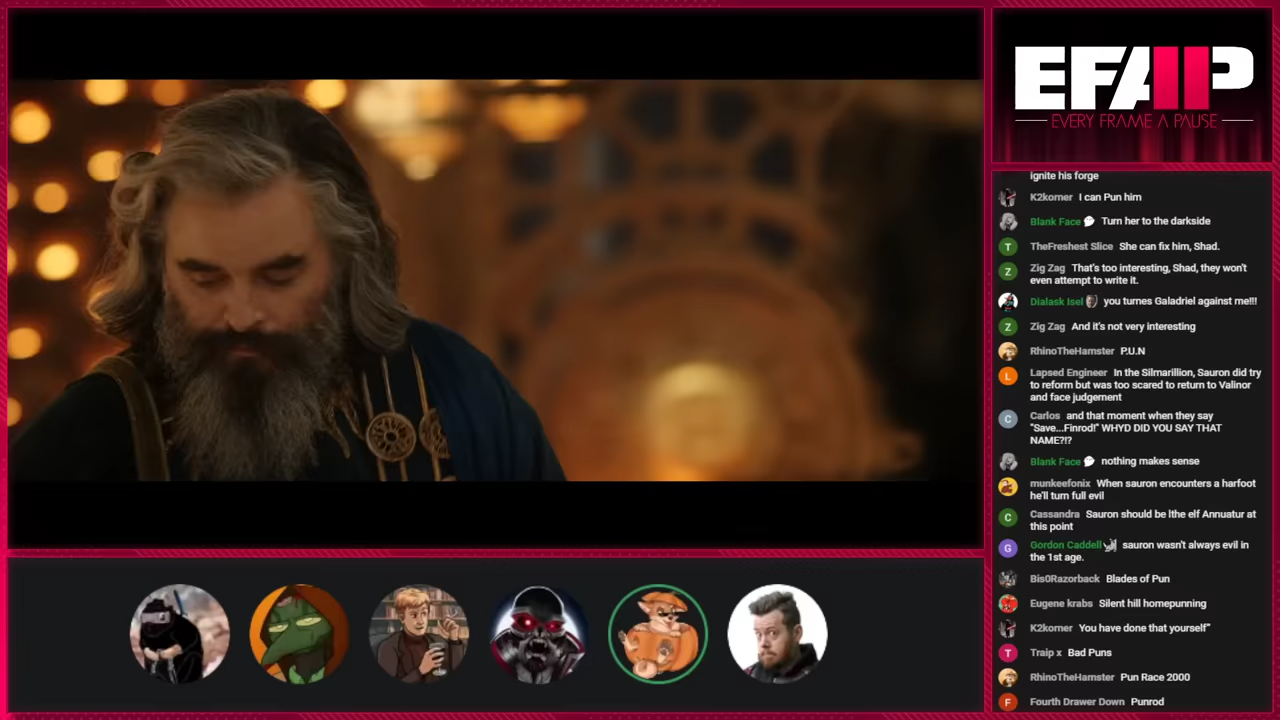 EFAP
EVERY FRAME A PAUSE
ignite his forge
K2korner I can Pun him
Blank Face Turn her to the darkside
T TheFreshest Slice She can fix him, Shad.
Z Zig Zag That's too interesting, Shad, they won't
even attempt to write it.
Dialask Isel you turnes Galadriel against me!!!
Z Zig Zag And it's not very interesting
RhinoTheHamster P.U.N
L Lapsed Engineer In the Silmarillion, Sauron did try
to reform but was too scared to return to Valinor
and face judgement
C Carlos and that moment when they say
"Save...Finrod!" WHYD DID YOU SAY THAT
NAME?!?
Blank Face nothing makes sense
munkeefonix When sauron encounters a harfoot
he'll turn full evil
C Cassandra Sauron should be lthe elf Annuatur at
this point
G Gordon Caddell sauron wasn't always evil in
the 1st age.
Bis0Razorback Blades of Pun
Eugene krabs Silent hill homepunning
K2korner You have done that yourself"
T Traip x Bad Puns
RhinoTheHamster Pun Race 2000
F Fourth Drawer Down Punrod